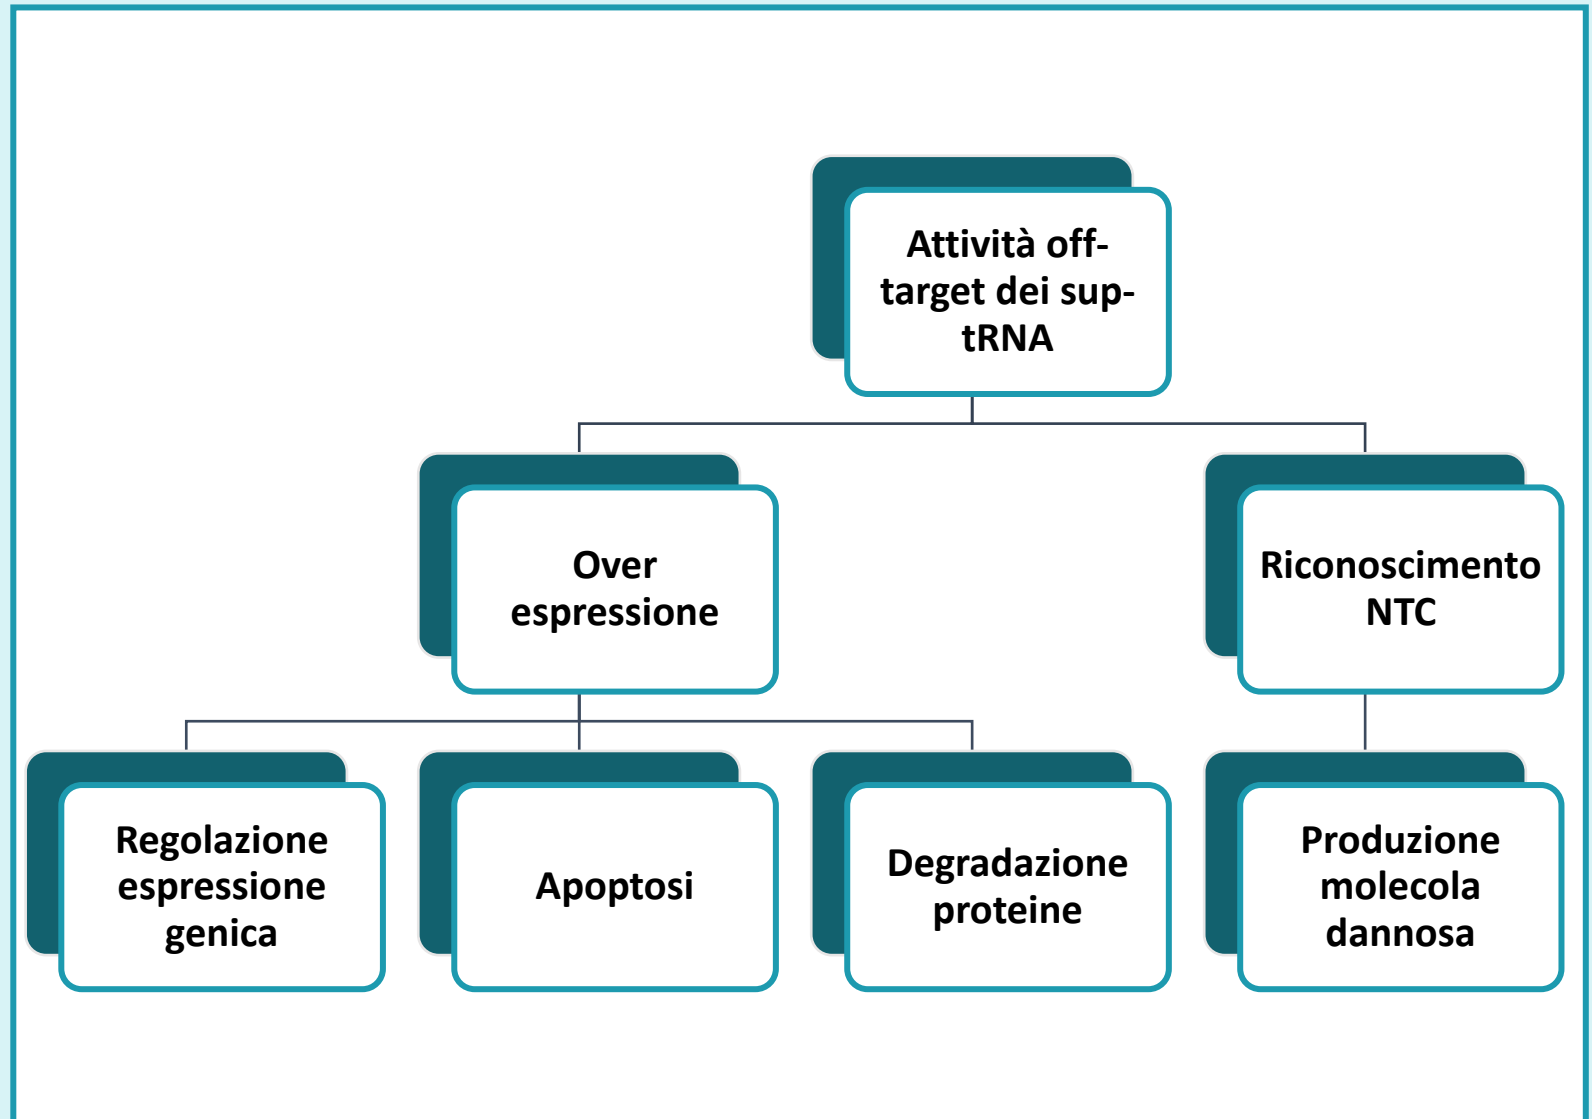 Attività off-
target dei sup-
tRNA
Over
espressione
Riconoscimento
NTC
Regolazione
espressione
genica
Apoptosi
Degradazione
proteine
Produzione
molecola
dannosa